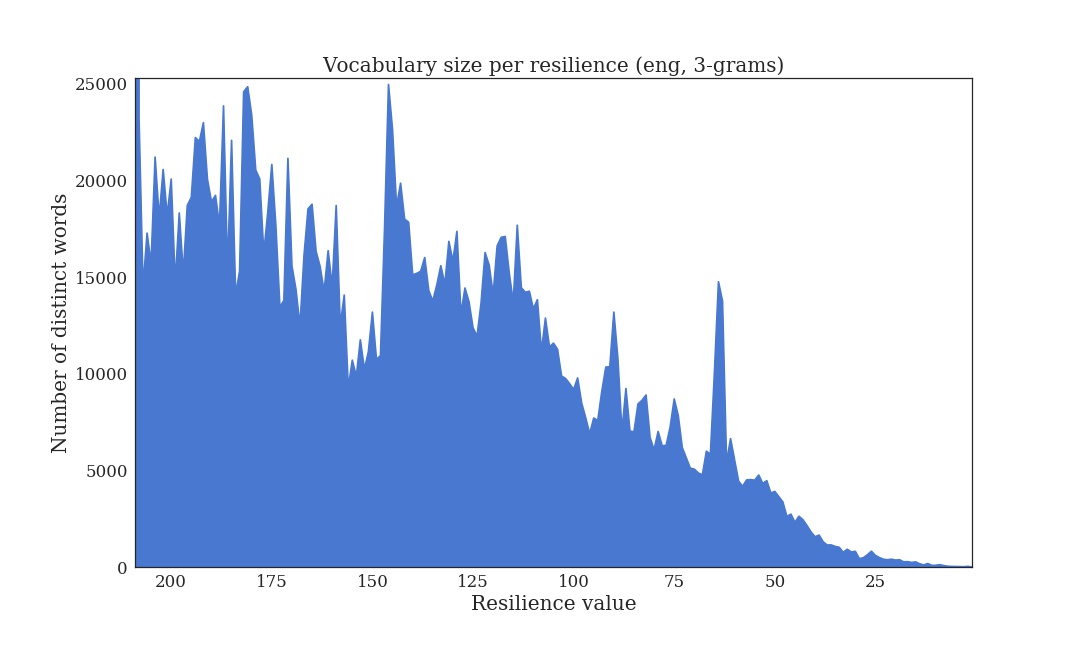 Vocabulary size per resilience (eng, 3-grams)
25000
20000
15000
10000
5000
0
Number of distinct words
200 175 150 125 100 75 50 25
Resilience value